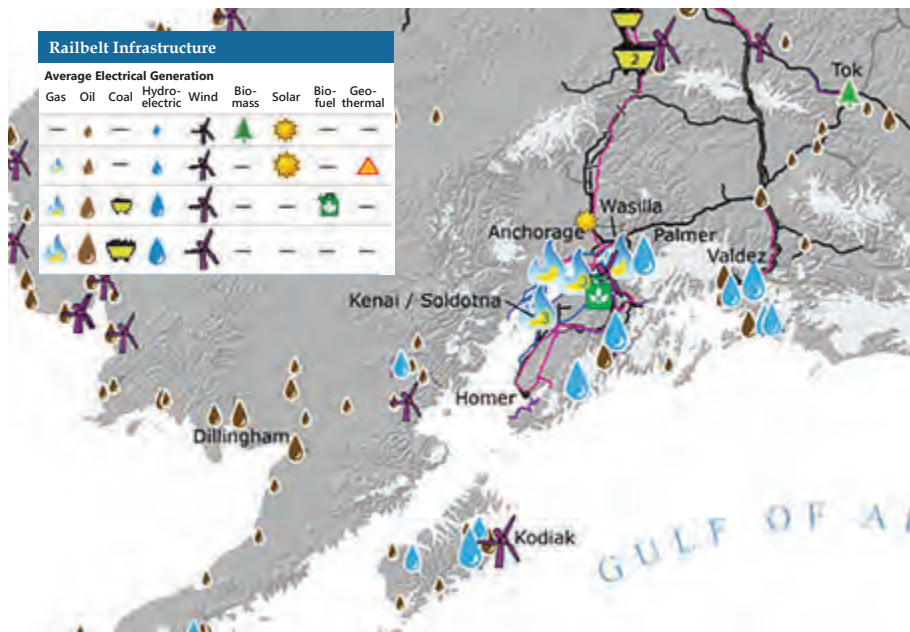 Railbelt Infrastructure
Average Electrical Generation
Gas Oil Coal Hydro-electric Wind Bio-mass Solar Bio-fuel Geo-thermal
2
Tok
Wasilla
Anchorage
Palmer
Valdez
3
Kenai / Soldotna
3
Homer
Dillingham
Kodiak
GULF OF A